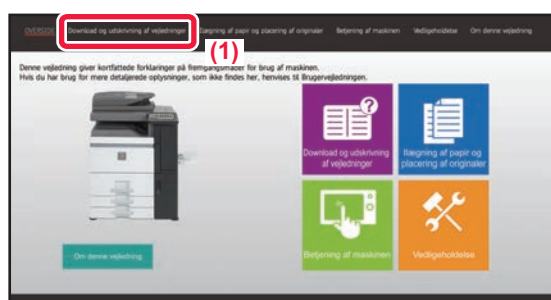 OVERSIDE Download og udskrivning af vejledninger Ilægning af papir og placering af originaler Betjening af maskinen Vedligeholdelse Om denne vejledning
(1)
Denne vejledning giver kortfattede forklaringer på fremgangsmåder for brug af maskinen.
Hvis du har brug for mere detaljerede oplysninger, som ikke findes her, henvises til Brugervejledningen.
Download og udskrivning
af vejledninger
Ilægning af papir og
placering af originaler
Om denne vejledning
Betjening af maskinen
Vedligeholdelse